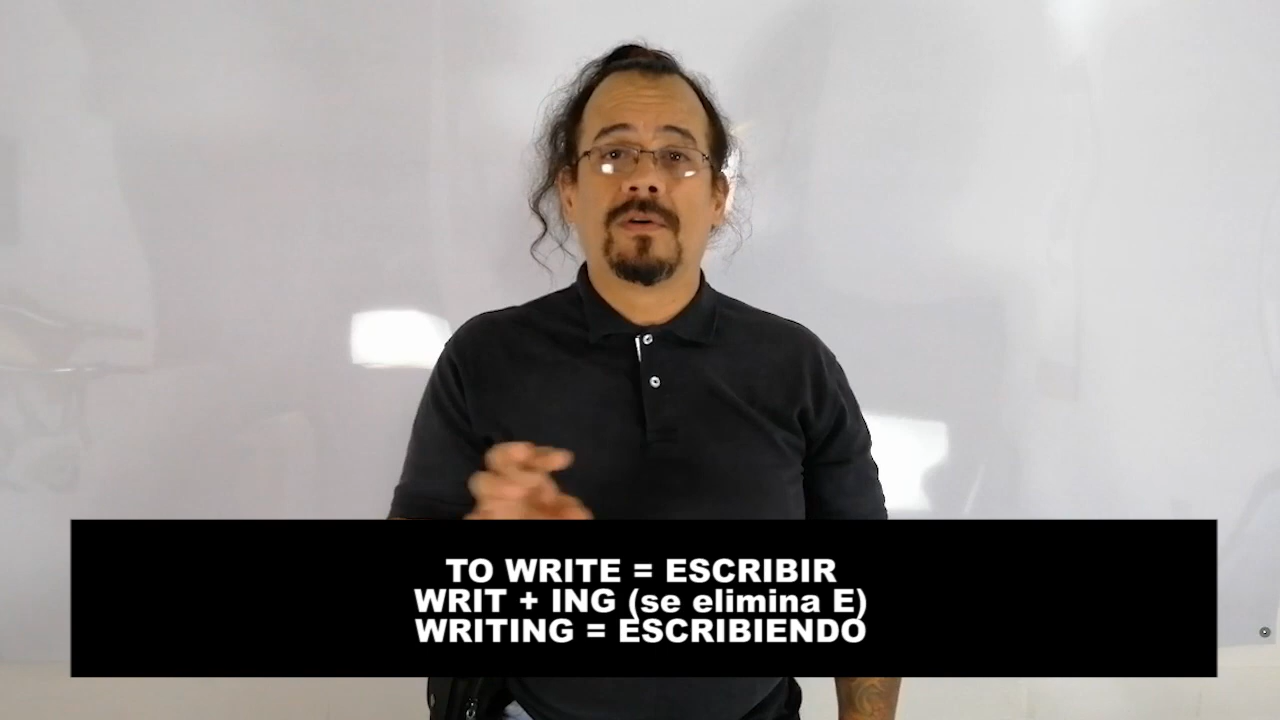 TO WRITE = ESCRIBIR
WRIT + ING (se elimina E)
WRITING = ESCRIBIENDO